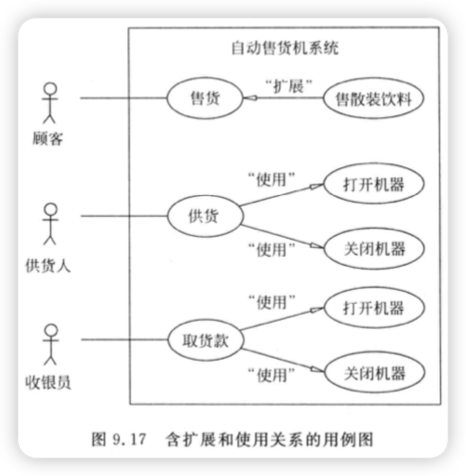 自动售货机系统
售货
“扩展”
售散装饮料
顾客
“使用”
打开机器
供货
供货人
“使用”
关闭机器
“使用”
打开机器
取货款
收银员
“使用”
关闭机器
图 9.17 含扩展和使用关系的用例图